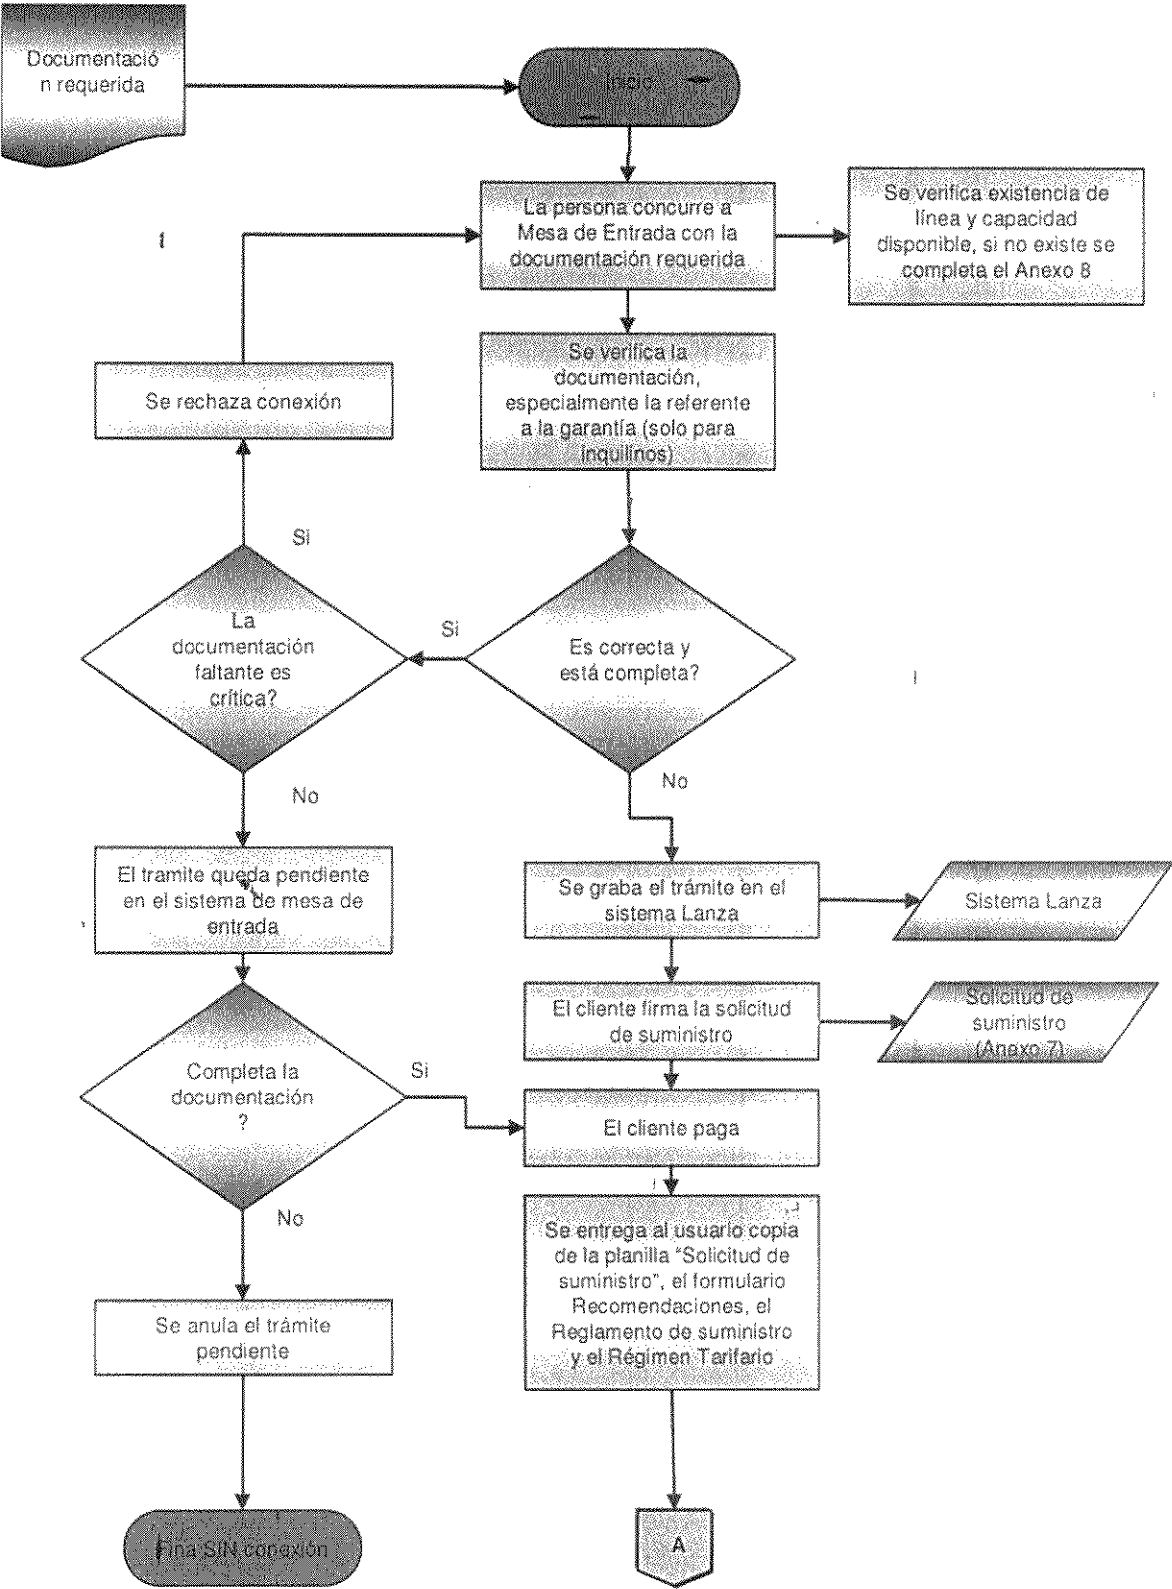 Documentació
n requerida
Inicio
La persona concurre a
Mesa de Entrada con la
documentación requerida
Se verifica existencia de
línea y capacidad
disponible, si no existe se
completa el Anexo 8
Se verifica la
documentación,
especialmente la referente
a la garantía (solo para
inquilinos)
Se rechaza conexión
Si
La
documentación
faltante es
crítica?
Si
Es correcta y
está completa?
No
No
El tramite queda pendiente
en el sistema de mesa de
entrada
Se graba el trámite en el
sistema Lanza
Sistema Lanza
El cliente firma la solicitud
de suministro
Solicitud de
suministro
(Anexo 7)
Completa la
documentación
?
Si
El cliente paga
No
Se entrega al usuario copia
de la planilla "Solicitud de
suministro", el formulario
Recomendaciones, el
Reglamento de suministro
y el Régimen Tarifario
Se anula el trámite
pendiente
Fina SIN conexión
A